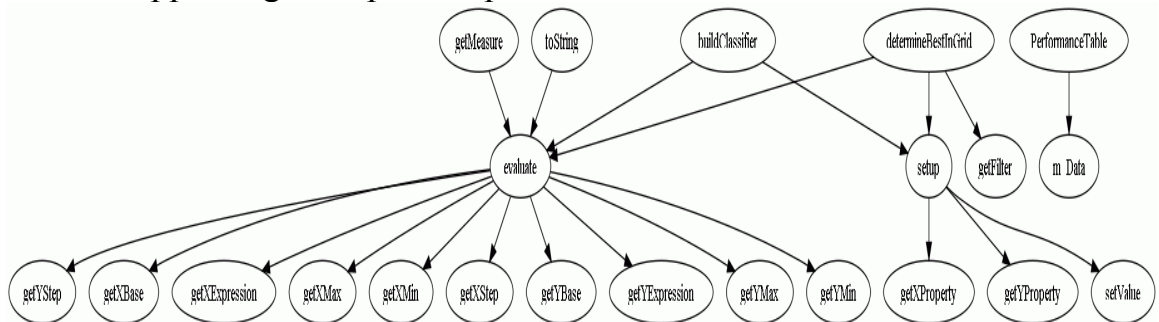 getMeasure toString buildClassifier determineBestInGrid PerformanceTable
evaluate setup getFilter m_Data
getYStep getXBase getXExpression getXMax getXMin getXStep getYBase getYExpression getYMax getYMin getXProperty getYProperty setValue